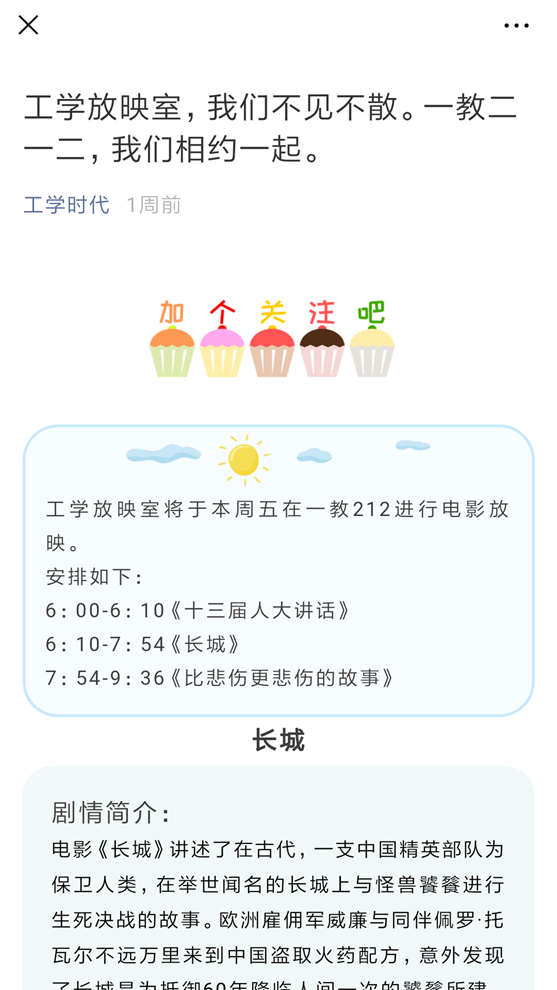 工学放映室，我们不见不散。一教二
一二，我们相约一起。
工学时代 1周前
加个关注吧
工学放映室将于本周五在一教212进行电影放
映。
安排如下：
6：00-6：10《十三届人大讲话》
6：10-7：54《长城》
7：54-9：36《比悲伤更悲伤的故事》
长城
剧情简介：
电影《长城》讲述了在古代，一支中国精英部队为
保卫人类，在举世闻名的长城上与怪兽饕餮进行
生死决战的故事。欧洲雇佣军威廉与同伴佩罗·托
瓦尔不远万里来到中国盗取火药配方，意外发现
了长城是为抵御60年降临人间一次的饕餮所建